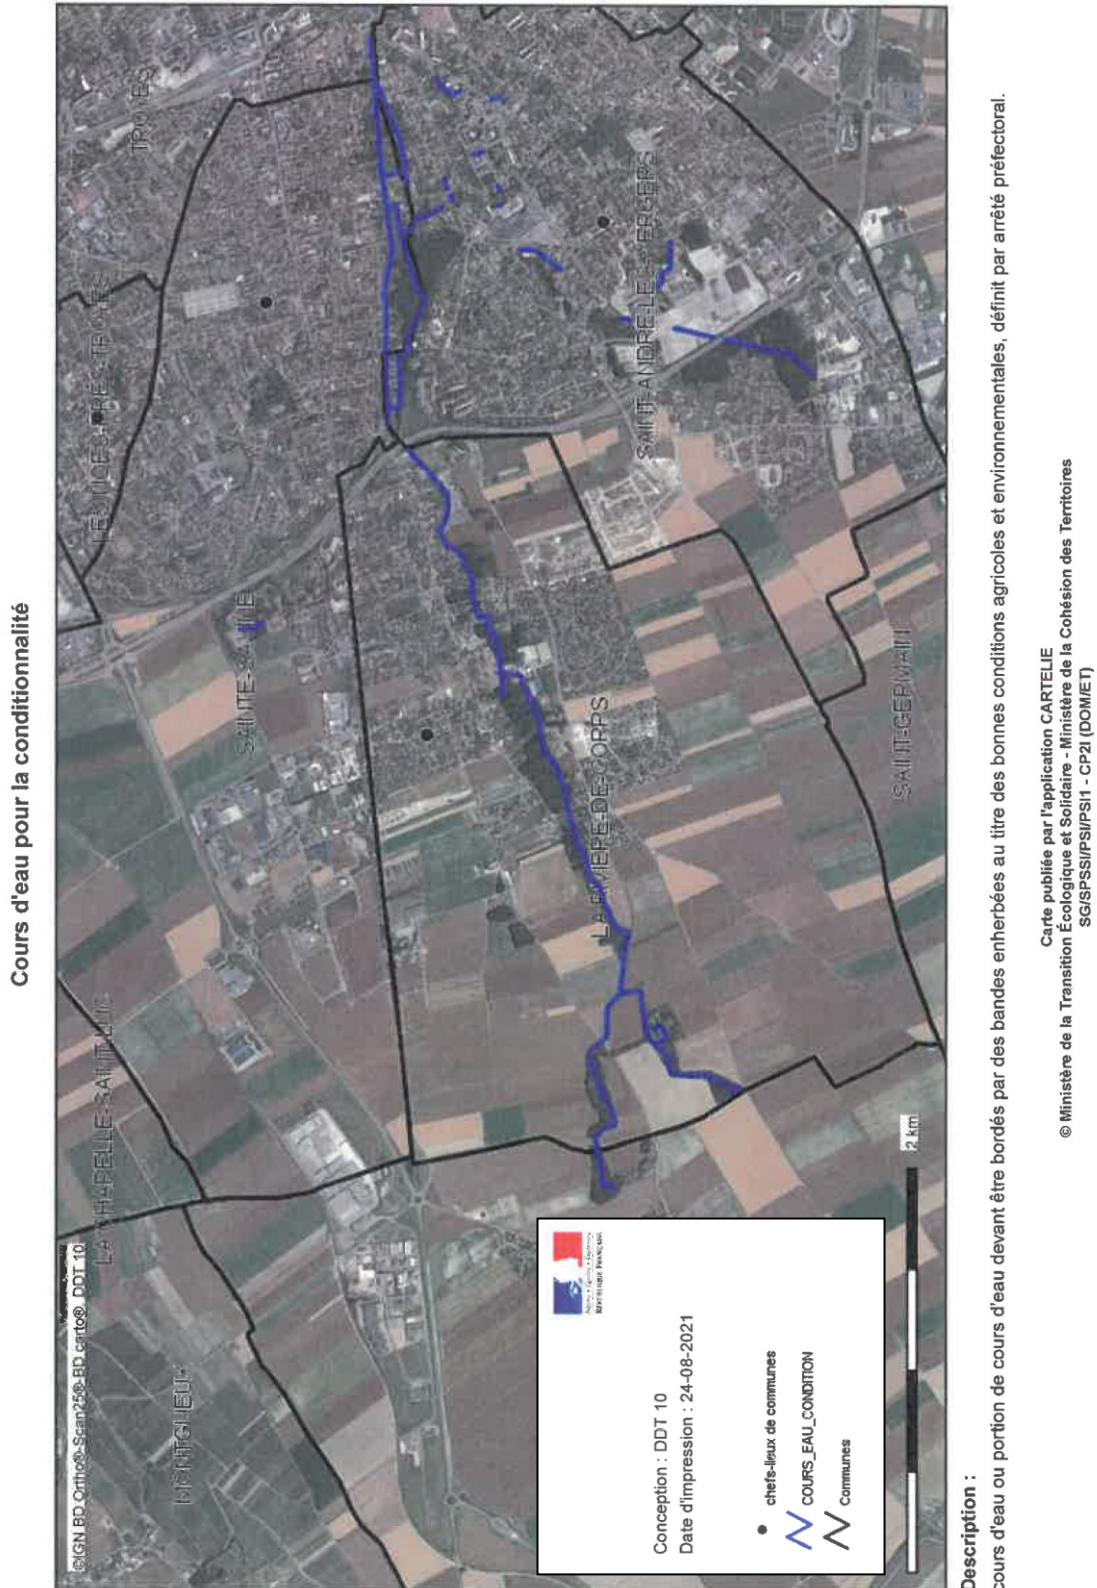 Cours d'eau pour la conditionnalité
©IGN BD Ortho®-Scan25®-BD carto®, DDT 10
TROYES
LA CHAPELLE-SAINT-LUC
SAINTE-SAVINE
MONTGUEUX
SAINT-ANDRE-LES-VERGERS
LA RIVIERE-DE-CORPS
SAINT-GERMAIN
RÉPUBLIQUE FRANÇAISE
Conception : DDT 10
Date d'impression : 24-08-2021
chefs-lieux de communes
COURS_EAU_CONDITION
Communes
2 km
Description :
cours d'eau ou portion de cours d'eau devant être bordés par des bandes enherbées au titre des bonnes conditions agricoles et environnementales, définit par arrêté préfectoral.
Carte publiée par l'application CARTELIE
© Ministère de la Transition Écologique et Solidaire - Ministère de la Cohésion des Territoires
SG/SPSSI/PSI/PSI1 - CP2I (DOM/ET)